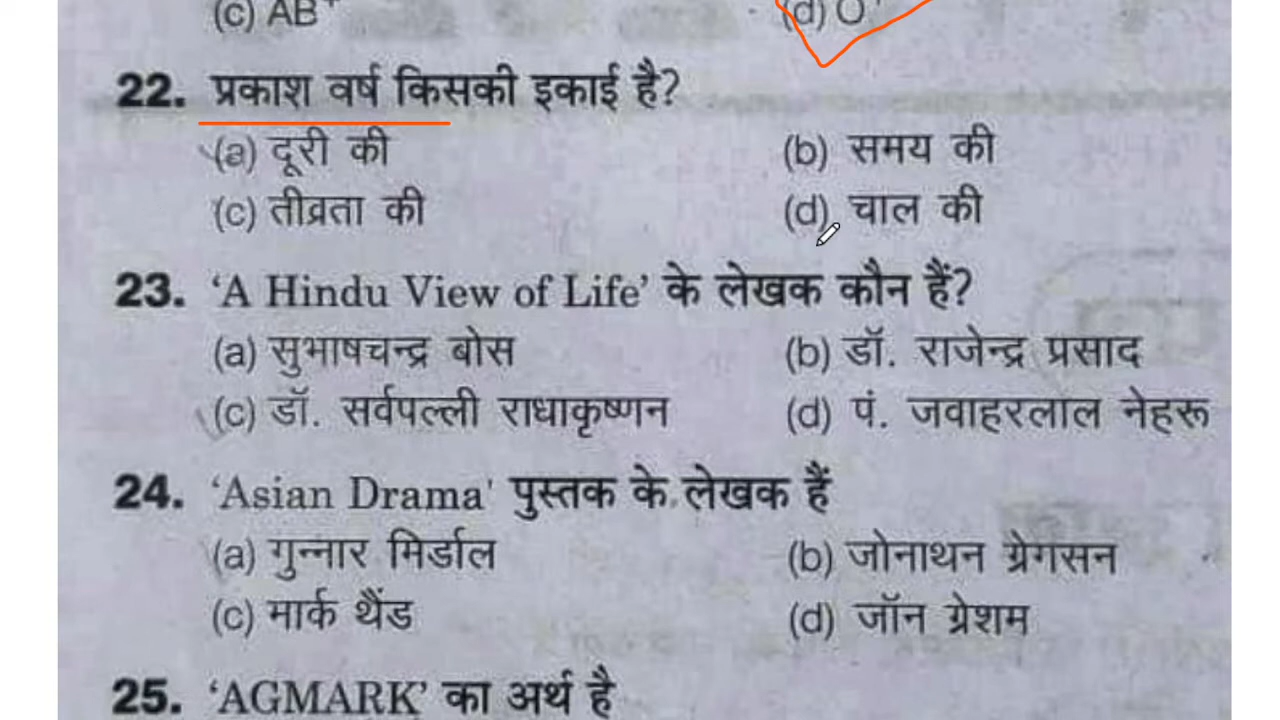 (c) AB+ (d) O
22. प्रकाश वर्ष किसकी इकाई है?
(a) दूरी की (b) समय की
(c) तीव्रता की (d) चाल की
23. 'A Hindu View of Life' के लेखक कौन हैं?
(a) सुभाषचन्द्र बोस (b) डॉ. राजेन्द्र प्रसाद
(c) डॉ. सर्वपल्ली राधाकृष्णन (d) पं. जवाहरलाल नेहरू
24. 'Asian Drama' पुस्तक के लेखक हैं
(a) गुन्नार मिर्डाल (b) जोनाथन ग्रेगसन
(c) मार्क थैंड (d) जॉन ग्रेशम
25. 'AGMARK' का अर्थ है